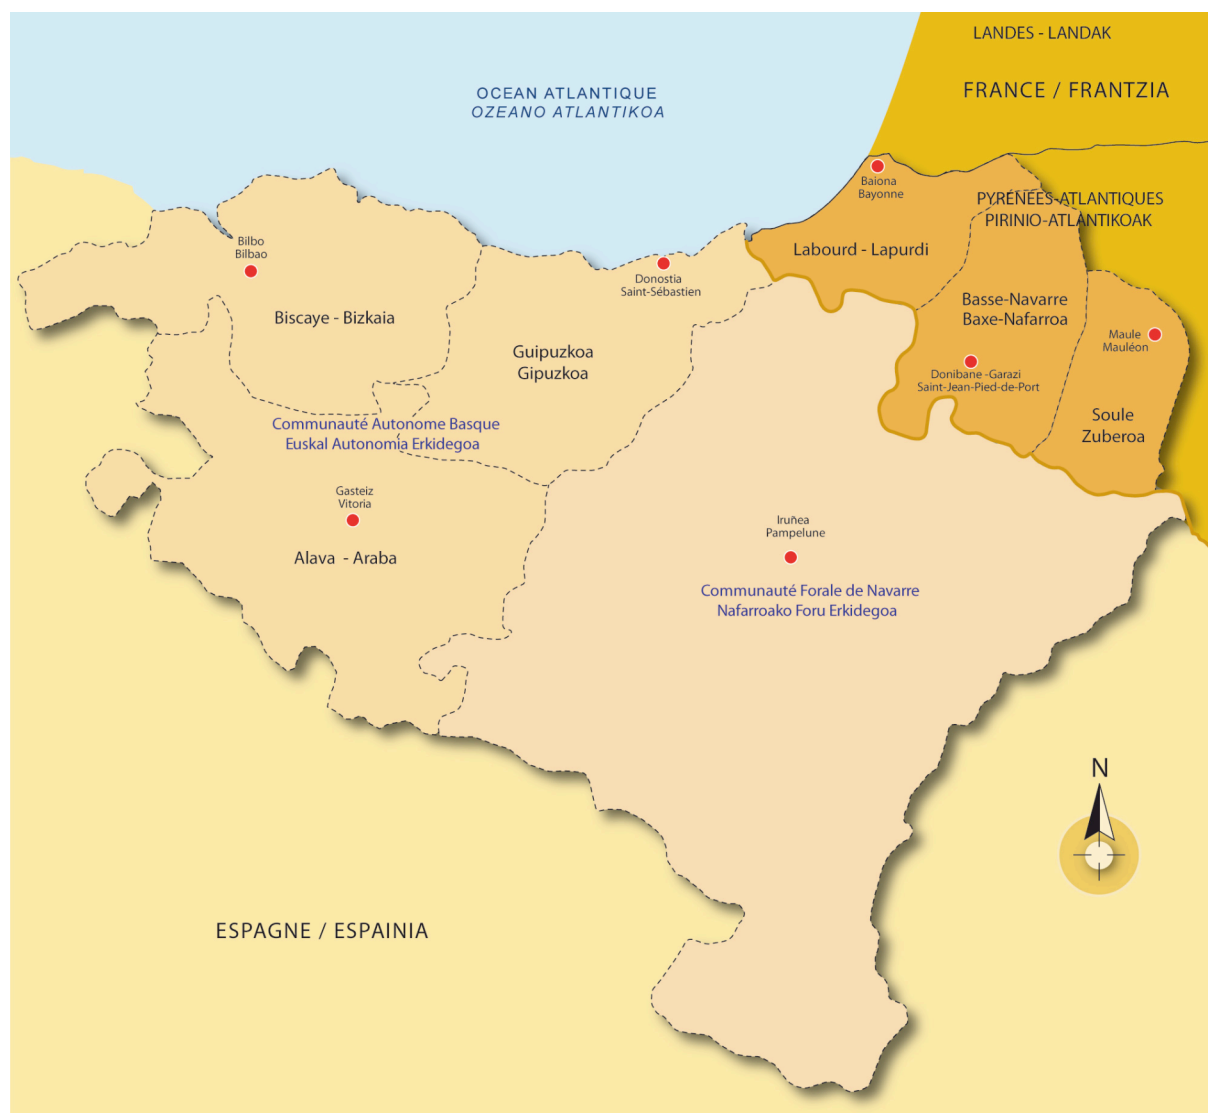 LANDES - LANDAK
FRANCE / FRANTZIA
OCEAN ATLANTIQUE
OZEANO ATLANTIKOA
Baiona
Bayonne
PYRÉNÉES-ATLANTIQUES
PIRINIO-ATLANTIKOAK
Labourd - Lapurdi
Bilbo
Bilbao
Donostia
Saint-Sébastien
Biscaye - Bizkaia
Basse-Navarre
Baxe-Nafarroa
Maule
Mauléon
Guipuzkoa
Gipuzkoa
Donibane -Garazi
Saint-Jean-Pied-de-Port
Soule
Zuberoa
Communauté Autonome Basque
Euskal Autonomia Erkidegoa
Gasteiz
Vitoria
Iruñea
Pampelune
Alava - Araba
Communauté Forale de Navarre
Nafarroako Foru Erkidegoa
N
ESPAGNE / ESPAINIA